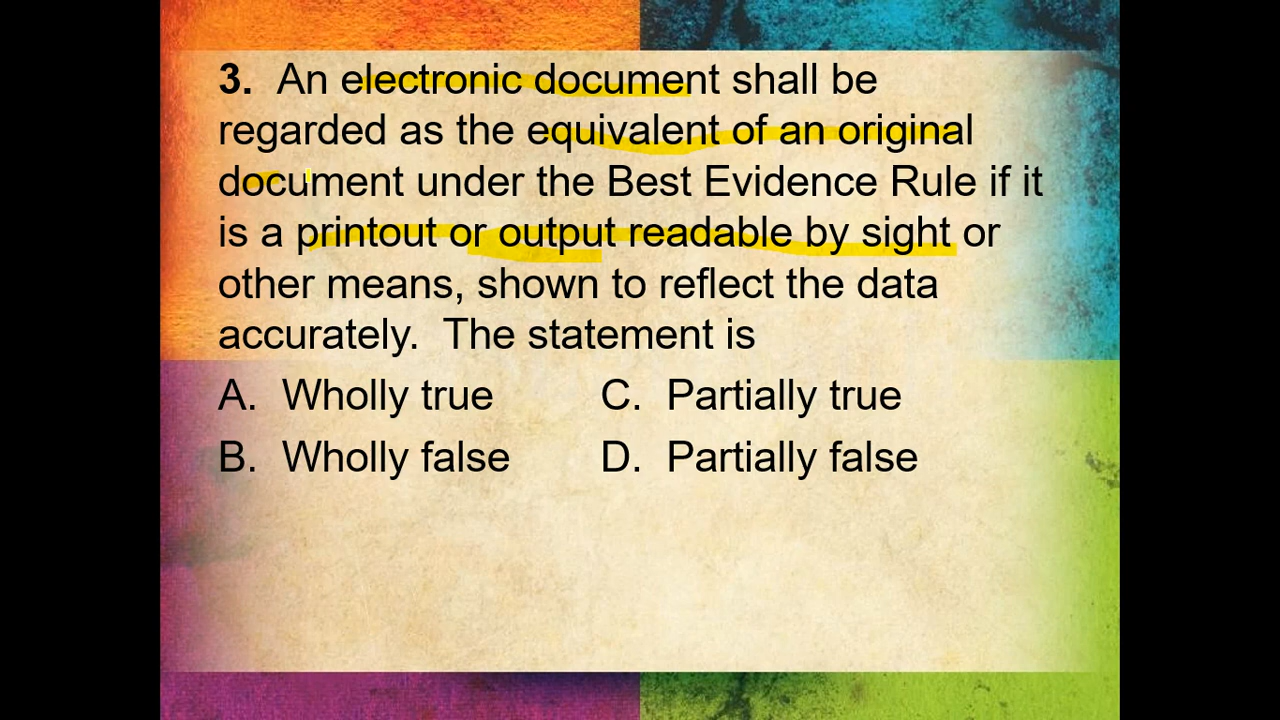 3. An electronic document shall be
regarded as the equivalent of an original
document under the Best Evidence Rule if it
is a printout or output readable by sight or
other means, shown to reflect the data
accurately. The statement is
A. Wholly true C. Partially true
B. Wholly false D. Partially false